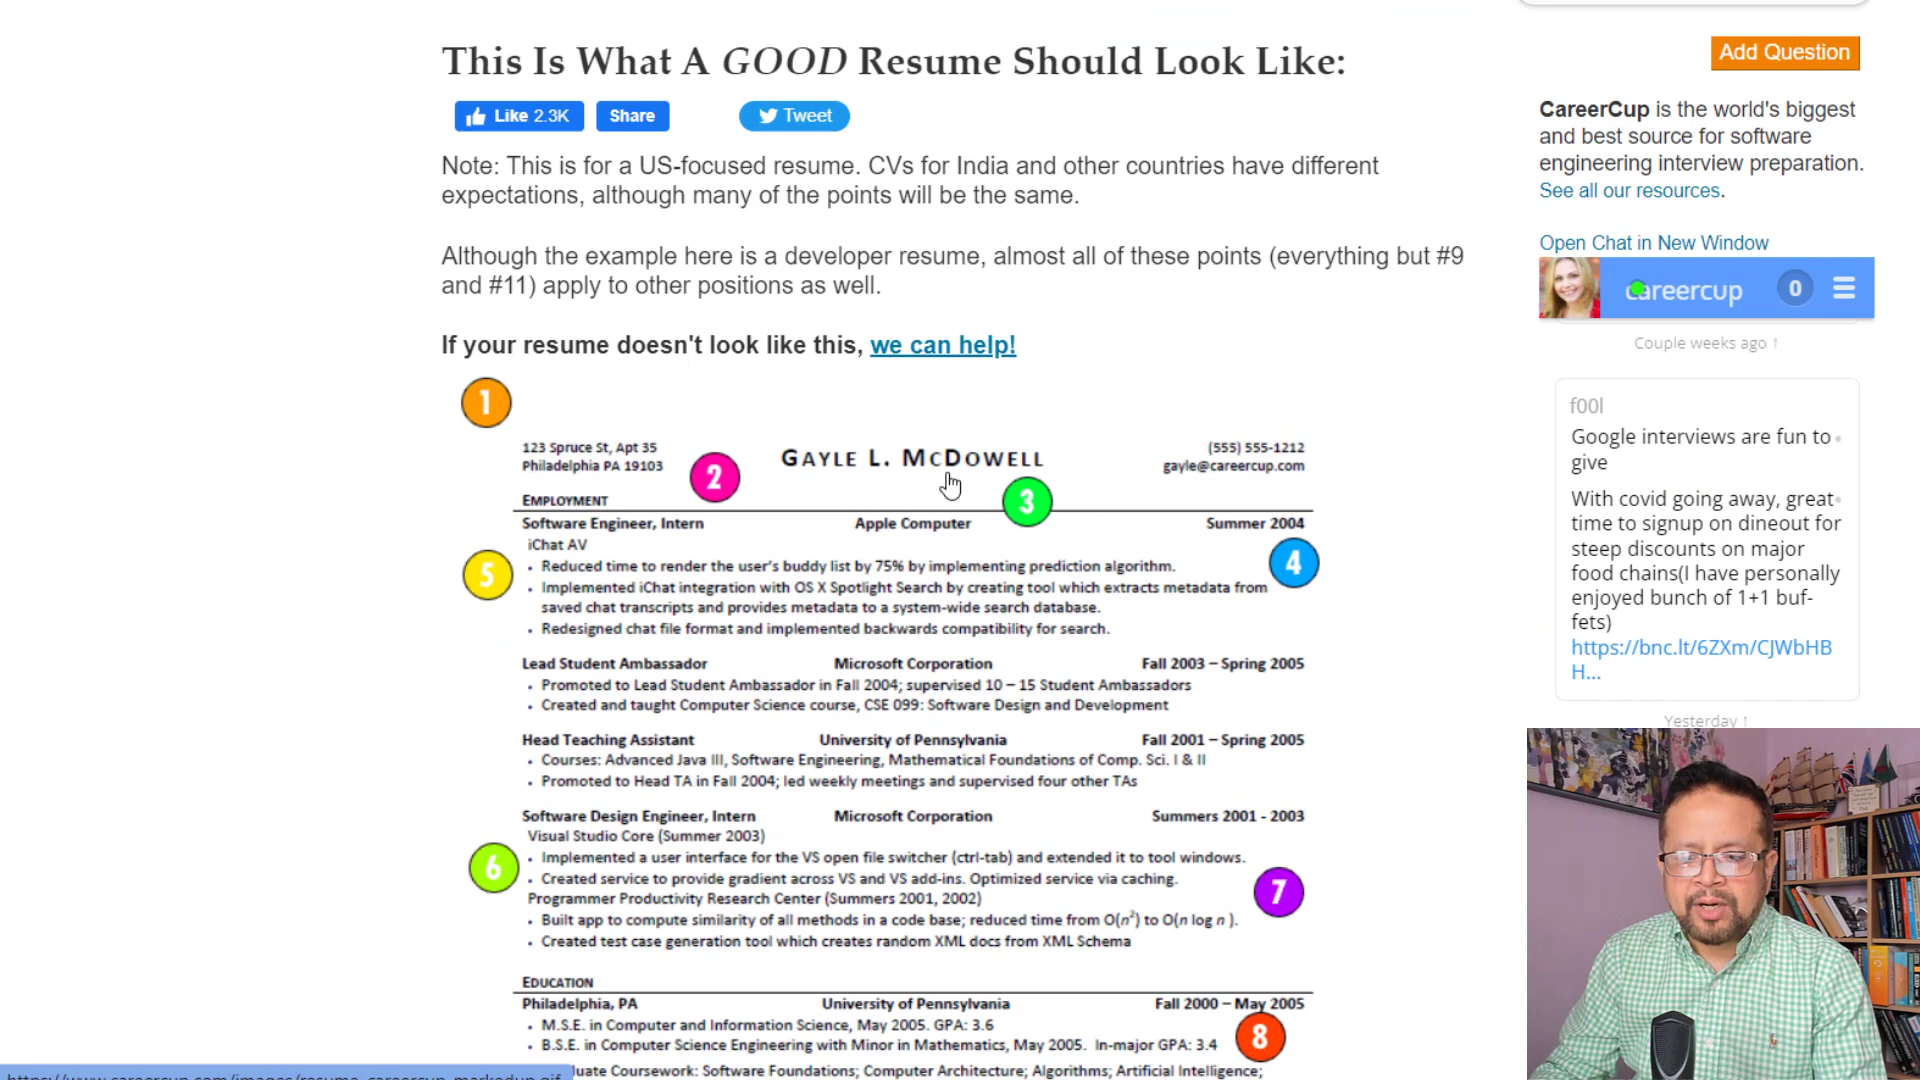 This Is What A GOOD Resume Should Look Like:
Like 2.3K
Share
Tweet
Note: This is for a US-focused resume. CVs for India and other countries have different
expectations, although many of the points will be the same.
Although the example here is a developer resume, almost all of these points (everything but #9
and #11) apply to other positions as well.
If your resume doesn't look like this, we can help!
1
123 Spruce St, Apt 35
Philadelphia PA 19103
2
GAYLE L. MCDOWELL
3
(555) 555-1212
gayle@careercup.com
EMPLOYMENT
Software Engineer, Intern Apple Computer Summer 2004
iChat AV
4
5
• Reduced time to render the user's buddy list by 75% by implementing prediction algorithm.
• Implemented iChat integration with OS X Spotlight Search by creating tool which extracts metadata from
saved chat transcripts and provides metadata to a system-wide search database.
• Redesigned chat file format and implemented backwards compatibility for search.
Lead Student Ambassador Microsoft Corporation Fall 2003 – Spring 2005
• Promoted to Lead Student Ambassador in Fall 2004; supervised 10 – 15 Student Ambassadors
• Created and taught Computer Science course, CSE 099: Software Design and Development
Head Teaching Assistant University of Pennsylvania Fall 2001 – Spring 2005
• Courses: Advanced Java III, Software Engineering, Mathematical Foundations of Comp. Sci. I & II
• Promoted to Head TA in Fall 2004; led weekly meetings and supervised four other TAs
Software Design Engineer, Intern Microsoft Corporation Summers 2001 - 2003
Visual Studio Core (Summer 2003)
6
• Implemented a user interface for the VS open file switcher (ctrl-tab) and extended it to tool windows.
• Created service to provide gradient across VS and VS add-ins. Optimized service via caching.
7
Programmer Productivity Research Center (Summers 2001, 2002)
• Built app to compute similarity of all methods in a code base; reduced time from O(n²) to O(n log n ).
• Created test case generation tool which creates random XML docs from XML Schema
EDUCATION
Philadelphia, PA University of Pennsylvania Fall 2000 – May 2005
• M.S.E. in Computer and Information Science, May 2005. GPA: 3.6
8
• B.S.E. in Computer Science Engineering with Minor in Mathematics, May 2005. In-major GPA: 3.4
Coursework: Software Foundations; Computer Architecture; Algorithms; Artificial Intelligence;
Add Question
CareerCup is the world's biggest
and best source for software
engineering interview preparation.
See all our resources.
Open Chat in New Window
careercup 0
Couple weeks ago ↑
f00l
Google interviews are fun to
give
With covid going away, great
time to signup on dineout for
steep discounts on major
food chains(I have personally
enjoyed bunch of 1+1 buf-
fets)
https://bnc.lt/6ZXm/CJWbHB
H...
Yesterday ↑